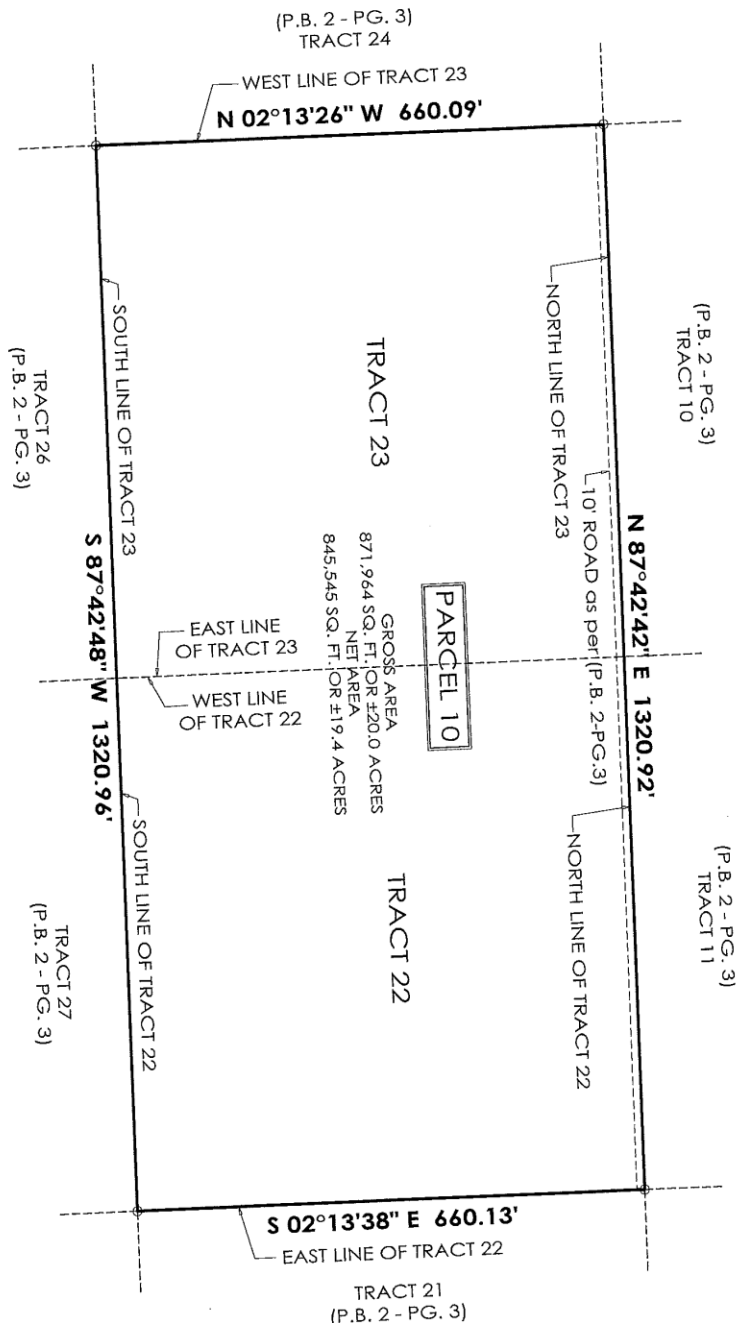 (P.B. 2 - PG. 3)
TRACT 24
WEST LINE OF TRACT 23
N 02°13'26" W 660.09'
(P.B. 2 - PG. 3)
TRACT 10
NORTH LINE OF TRACT 23
10' ROAD as per (P.B. 2-PG.3)
N 87°42'42" E 1320.92'
SOUTH LINE OF TRACT 23
TRACT 26
(P.B. 2 - PG. 3)
TRACT 23
S 87°42'48" W 1320.96'
EAST LINE
OF TRACT 23
WEST LINE
OF TRACT 22
PARCEL 10
GROSS AREA
871,964 SQ. FT. OR ±20.0 ACRES
NET AREA
845,545 SQ. FT. OR ±19.4 ACRES
TRACT 22
NORTH LINE OF TRACT 22
(P.B. 2 - PG. 3)
TRACT 11
SOUTH LINE OF TRACT 22
TRACT 27
(P.B. 2 - PG. 3)
S 02°13'38" E 660.13'
EAST LINE OF TRACT 22
TRACT 21
(P.B. 2 - PG. 3)